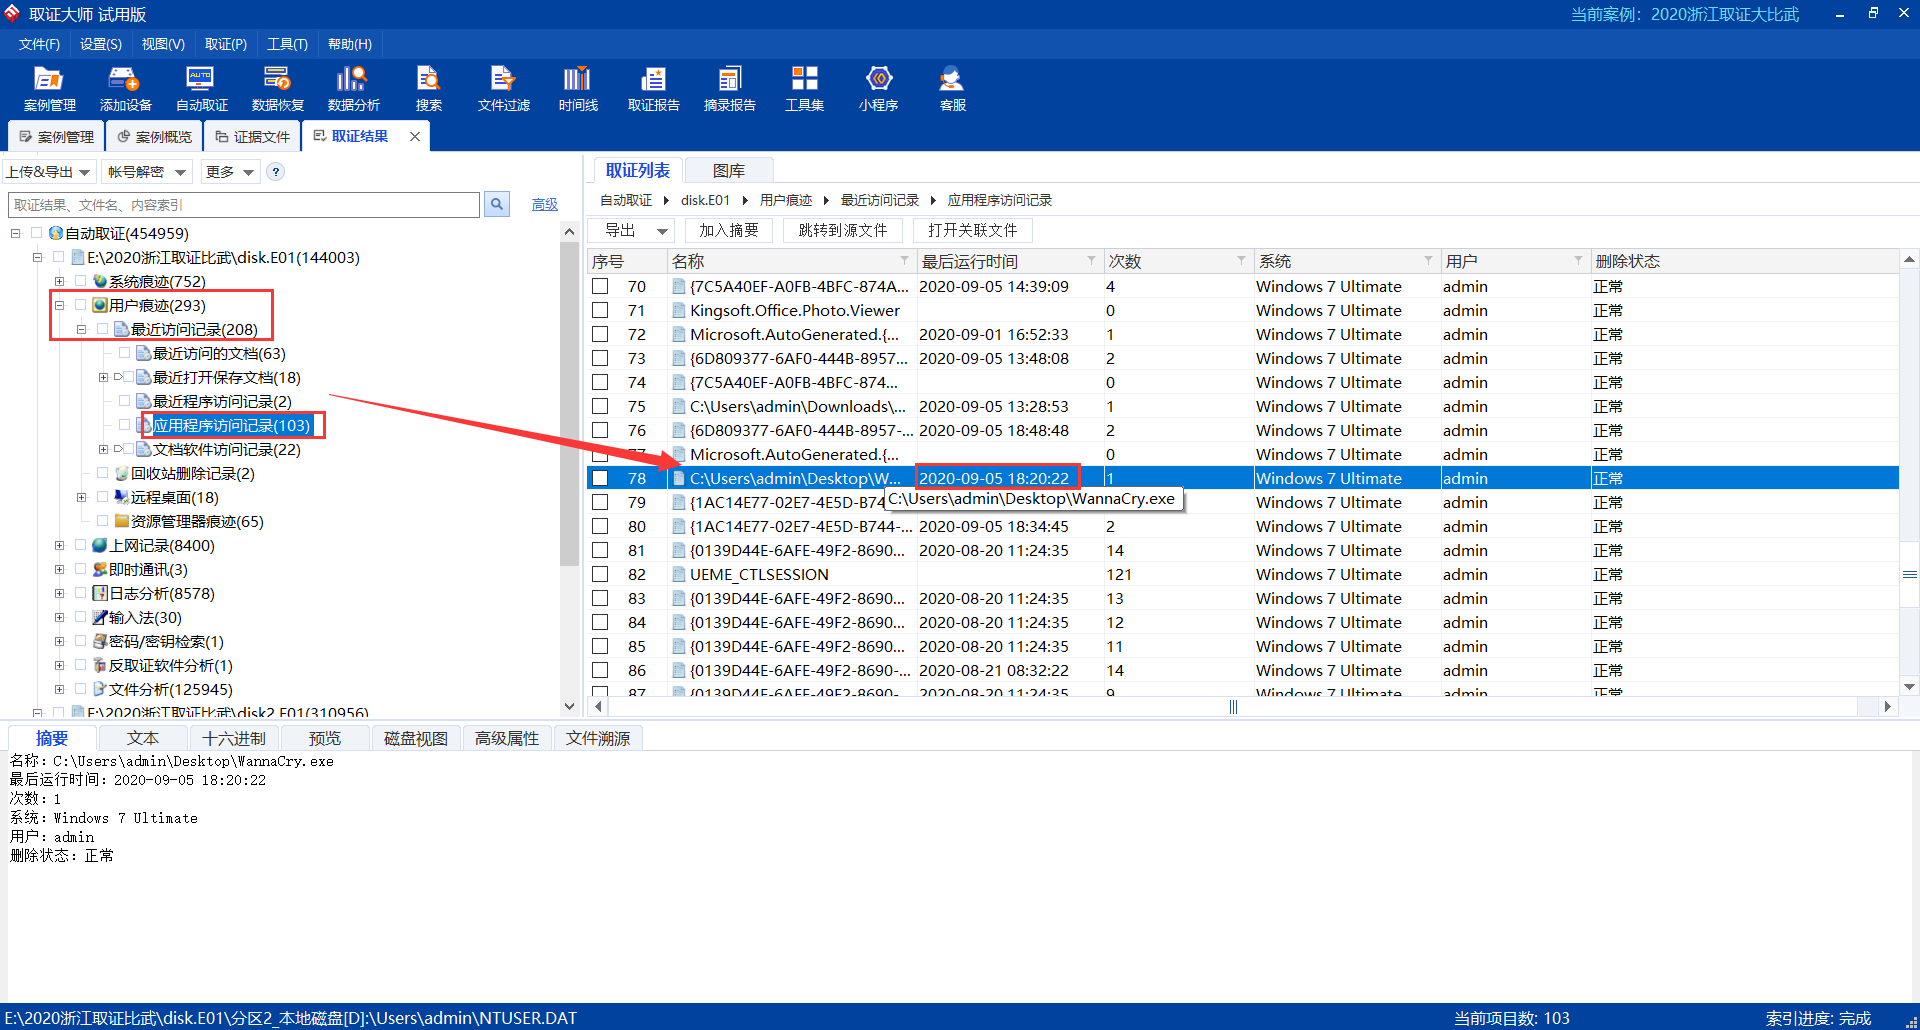 取证大师 试用版
当前案例：2020浙江取证大比武
文件(F) 设置(S) 视图(V) 取证(P) 工具(T) 帮助(H)
案例管理 添加设备 自动取证 数据恢复 数据分析 搜索 文件过滤 时间线 取证报告 摘录报告 工具集 小程序 客服
案例管理 案例概览 证据文件 取证结果
上传&导出 帐号解密 更多 ?
取证结果、文件名、内容索引
高级
自动取证(454959)
E:\2020浙江取证比武\disk.E01(144003)
系统痕迹(752)
用户痕迹(293)
最近访问记录(208)
最近访问的文档(63)
最近打开保存文档(18)
最近程序访问记录(2)
应用程序访问记录(103)
文档软件访问记录(22)
回收站删除记录(2)
远程桌面(18)
资源管理器痕迹(65)
上网记录(8400)
即时通讯(3)
日志分析(8578)
输入法(30)
密码/密钥检索(1)
反取证软件分析(1)
文件分析(125945)
E:\2020浙江取证比武\disk2.E01(310956)
取证列表 图库
自动取证 disk.E01 用户痕迹 最近访问记录 应用程序访问记录
导出 加入摘要 跳转到源文件 打开关联文件
序号 名称 最后运行时间 次数 系统 用户 删除状态
70 {7C5A40EF-A0FB-4BFC-874A... 2020-09-05 14:39:09 4 Windows 7 Ultimate admin 正常
71 Kingsoft.Office.Photo.Viewer 0 Windows 7 Ultimate admin 正常
72 Microsoft.AutoGenerated.{... 2020-09-01 16:52:33 1 Windows 7 Ultimate admin 正常
73 {6D809377-6AF0-444B-8957... 2020-09-05 13:48:08 2 Windows 7 Ultimate admin 正常
74 {7C5A40EF-A0FB-4BFC-874... 0 Windows 7 Ultimate admin 正常
75 C:\Users\admin\Downloads\... 2020-09-05 13:28:53 1 Windows 7 Ultimate admin 正常
76 {6D809377-6AF0-444B-8957-... 2020-09-05 18:48:48 2 Windows 7 Ultimate admin 正常
77 Microsoft.AutoGenerated.{... 0 Windows 7 Ultimate admin 正常
78 C:\Users\admin\Desktop\W... 2020-09-05 18:20:22 1 Windows 7 Ultimate admin 正常
C:\Users\admin\Desktop\WannaCry.exe
79 {1AC14E77-02E7-4E5D-B74 Windows 7 Ultimate admin 正常
80 {1AC14E77-02E7-4E5D-B744-... 2020-09-05 18:34:45 2 Windows 7 Ultimate admin 正常
81 {0139D44E-6AFE-49F2-8690... 2020-08-20 11:24:35 14 Windows 7 Ultimate admin 正常
82 UEME_CTLSESSION 121 Windows 7 Ultimate admin 正常
83 {0139D44E-6AFE-49F2-8690... 2020-08-20 11:24:35 13 Windows 7 Ultimate admin 正常
84 {0139D44E-6AFE-49F2-8690... 2020-08-20 11:24:35 12 Windows 7 Ultimate admin 正常
85 {0139D44E-6AFE-49F2-8690... 2020-08-20 11:24:35 11 Windows 7 Ultimate admin 正常
86 {0139D44E-6AFE-49F2-8690-... 2020-08-21 08:32:22 14 Windows 7 Ultimate admin 正常
87 {0139D44E-6AFE-49F2-8690- 2020-08-20 11:24:35 9 Windows 7 Ultimate admin 正常
摘要 文本 十六进制 预览 磁盘视图 高级属性 文件溯源
名称：C:\Users\admin\Desktop\WannaCry.exe
最后运行时间：2020-09-05 18:20:22
次数：1
系统：Windows 7 Ultimate
用户：admin
删除状态：正常
E:\2020浙江取证比武\disk.E01\分区2_本地磁盘[D]:\Users\admin\NTUSER.DAT
当前项目数: 103
索引进度: 完成